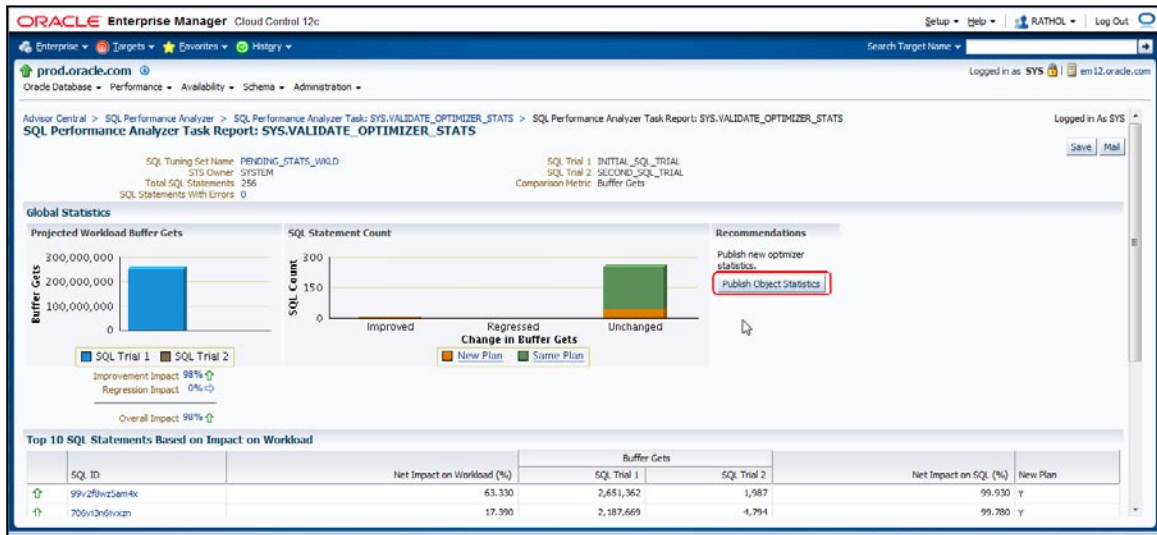 ORACLE Enterprise Manager Cloud Control 12c
Setup Help RATHOL Log Out
Enterprise Targets Favorites History
Search Target Name
prod.oracle.com
Logged in as SYS em12.oracle.com
Oracle Database Performance Availability Schema Administration
Advisor Central > SQL Performance Analyzer > SQL Performance Analyzer Task: SYS.VALIDATE_OPTIMIZER_STATS > SQL Performance Analyzer Task Report: SYS.VALIDATE_OPTIMIZER_STATS
Logged in As SYS
SQL Performance Analyzer Task Report: SYS.VALIDATE_OPTIMIZER_STATS
Save Mail
SQL Tuning Set Name PENDING_STATS_WKLD
STS Owner SYSTEM
Total SQL Statements 256
SQL Statements With Errors 0
SQL Trial 1 INITIAL_SQL_TRIAL
SQL Trial 2 SECOND_SQL_TRIAL
Comparison Metric Buffer Gets
Global Statistics
Projected Workload Buffer Gets
Buffer Gets
300,000,000
200,000,000
100,000,000
0
SQL Trial 1 SQL Trial 2
Improvement Impact 98%
Regression Impact 0%
Overall Impact 98%
SQL Statement Count
SQL Count
300
150
0
Improved Regressed Unchanged
Change in Buffer Gets
New Plan Same Plan
Recommendations
Publish new optimizer
statistics.
Publish Object Statistics
Top 10 SQL Statements Based on Impact on Workload
Buffer Gets
SQL ID Net Impact on Workload (%) SQL Trial 1 SQL Trial 2 Net Impact on SQL (%) New Plan
63.330 2,651,362 1,987 99.930 Y
17.390 2,187,669 4,794 99.780 Y